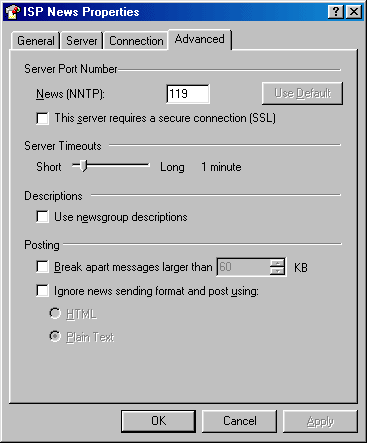 ISP News Properties
General Server Connection Advanced
Server Port Number
News (NNTP): 119 Use Default
This server requires a secure connection (SSL)
Server Timeouts
Short Long 1 minute
Descriptions
Use newsgroup descriptions
Posting
Break apart messages larger than 60 KB
Ignore news sending format and post using:
HTML
Plain Text
OK Cancel Apply